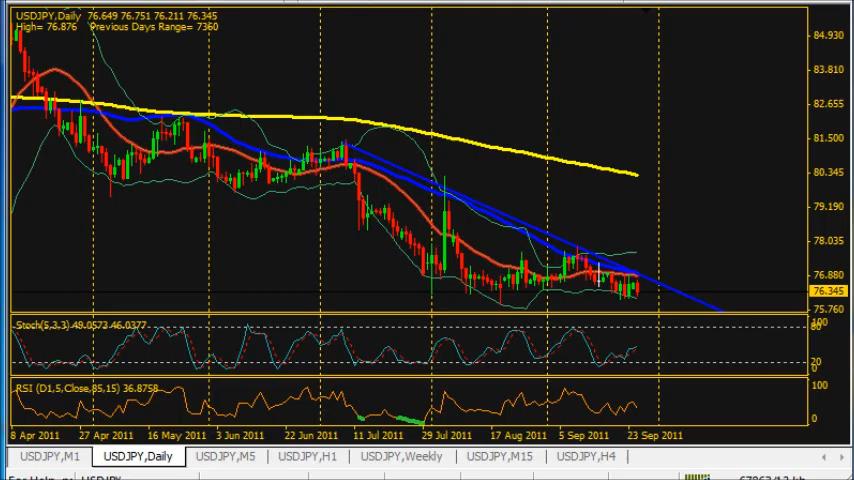 USDJPY,Daily 76.649 76.751 76.211 76.345
High= 76.876 Previous Days Range= 7360
84.930
83.810
82.655
81.500
80.345
79.190
78.035
76.880
76.345
75.760
Stoch(5,3,3) 49.0573 46.0377
100
80
20
0
RSI (D1,5,Close,85,15) 36.8758
100
0
8 Apr 2011 27 Apr 2011 16 May 2011 3 Jun 2011 22 Jun 2011 11 Jul 2011 29 Jul 2011 17 Aug 2011 5 Sep 2011 23 Sep 2011
USDJPY,M1 USDJPY,Daily USDJPY,M5 USDJPY,H1 USDJPY,Weekly USDJPY,M15 USDJPY,H4